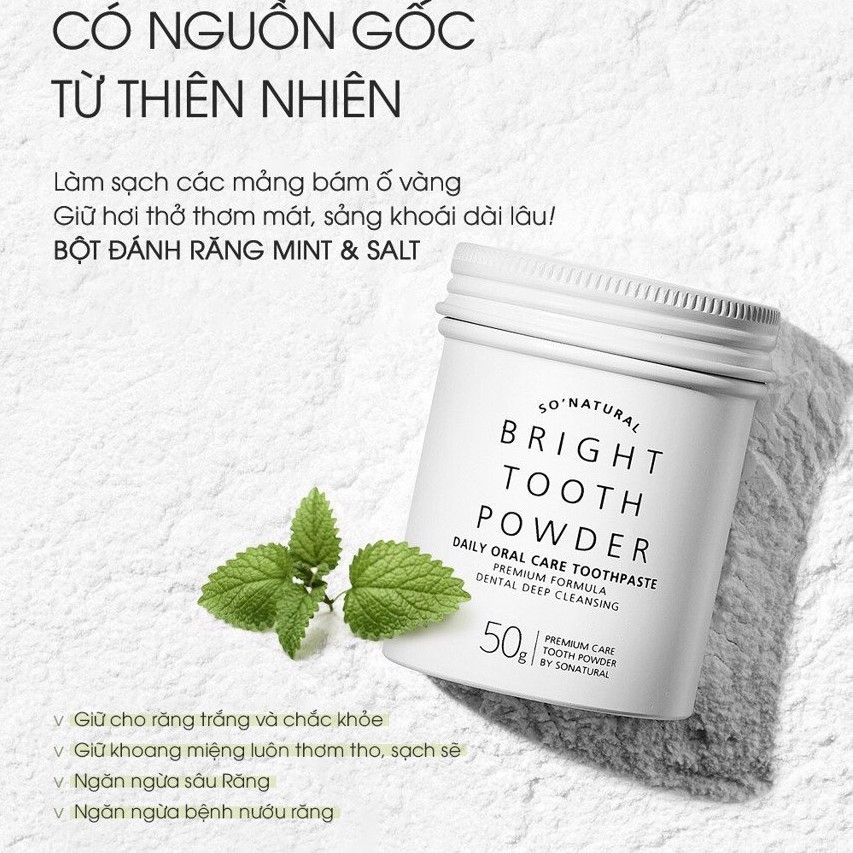 CÓ NGUỒN GỐC
TỪ THIÊN NHIÊN
Làm sạch các mảng bám ố vàng
Giữ hơi thở thơm mát, sảng khoái dài lâu!
BỘT ĐÁNH RĂNG MINT & SALT
SO'NATURAL
BRIGHT
TOOTH
POWDER
DAILY ORAL CARE TOOTHPASTE
PREMIUM FORMULA
DENTAL DEEP CLEANSING
50g
PREMIUM CARE
TOOTH POWDER
BY SONATURAL
v Giữ cho răng trắng và chắc khỏe
v Giữ khoang miệng luôn thơm tho, sạch sẽ
v Ngăn ngừa sâu Răng
v Ngăn ngừa bệnh nướu răng